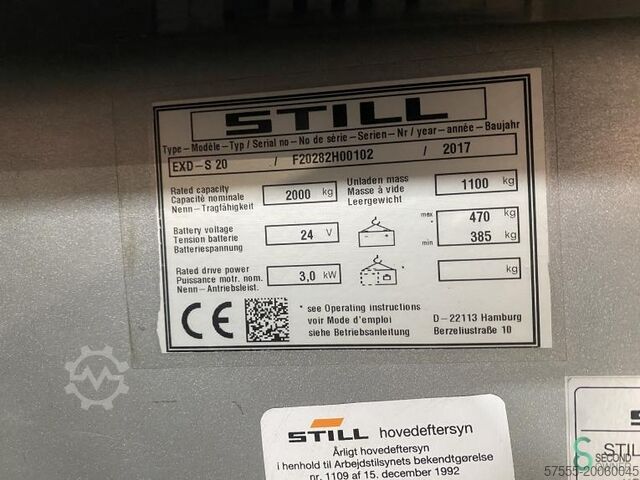 STILL
Type – Modèle – Typ / Serial no – No de série – Serien – Nr / year – année – Baujahr
EXD – S 20 / F20282H00102 / 2017
Rated capacity
Capacité nominale
Nenn – Tragfähigkeit
2000 kg
Unladen mass
Masse à vide
Leergewicht
1100 kg
Battery voltage
Tension batterie
Batteriespannung
24 V
max 470 kg
min 385 kg
Rated drive power
Puissance motr. nom.
Nenn – Antriebsleist.
3,0 kW
kg
CE
* see Operating instructions
voir Mode d'emploi
siehe Betriebsanleitung
D – 22113 Hamburg
Berzeliustraße 10
STILL hovedeftersyn
Årligt hovedeftersyn
i henhold til Arbejdstilsynets bekendtgørelse
nr. 1109 af 15. december 1992
STIL
SECOND
57555-20060045